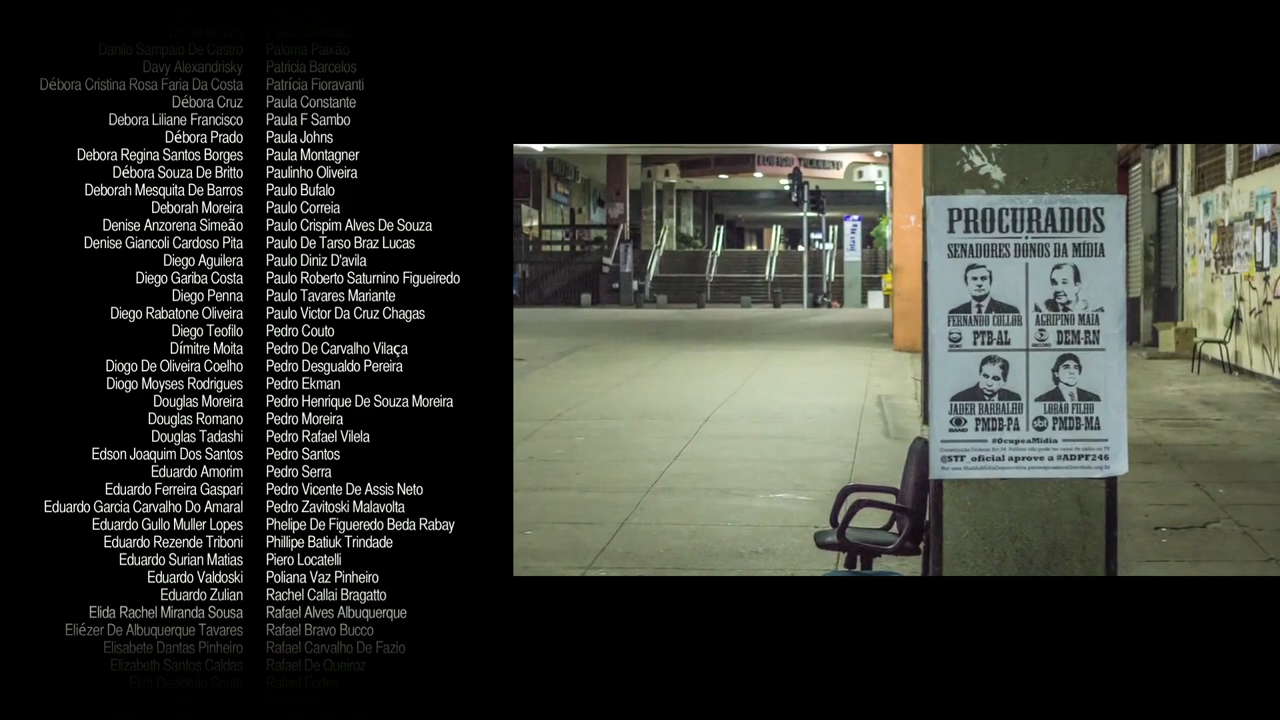 Danilo Sampaio De Castro Paloma Paixão
Davy Alexandrisky Patricia Barcelos
Débora Cristina Rosa Faria Da Costa Patrícia Fioravanti
Débora Cruz Paula Constante
Debora Liliane Francisco Paula F Sambo
Débora Prado Paula Johns
Debora Regina Santos Borges Paula Montagner
Débora Souza De Britto Paulinho Oliveira
Deborah Mesquita De Barros Paulo Bufalo
Deborah Moreira Paulo Correia
Denise Anzorena Simeão Paulo Crispim Alves De Souza
Denise Giancoli Cardoso Pita Paulo De Tarso Braz Lucas
Diego Aguilera Paulo Diniz D'avila
Diego Gariba Costa Paulo Roberto Saturnino Figueiredo
Diego Penna Paulo Tavares Mariante
Diego Rabatone Oliveira Paulo Victor Da Cruz Chagas
Diego Teofilo Pedro Couto
Dímitre Moita Pedro De Carvalho Vilaça
Diogo De Oliveira Coelho Pedro Desgualdo Pereira
Diogo Moyses Rodrigues Pedro Ekman
Douglas Moreira Pedro Henrique De Souza Moreira
Douglas Romano Pedro Moreira
Douglas Tadashi Pedro Rafael Vilela
Edson Joaquim Dos Santos Pedro Santos
Eduardo Amorim Pedro Serra
Eduardo Ferreira Gaspari Pedro Vicente De Assis Neto
Eduardo Garcia Carvalho Do Amaral Pedro Zavitoski Malavolta
Eduardo Gullo Muller Lopes Phelipe De Figueredo Beda Rabay
Eduardo Rezende Triboni Phillipe Batiuk Trindade
Eduardo Surian Matias Piero Locatelli
Eduardo Valdoski Poliana Vaz Pinheiro
Eduardo Zulian Rachel Callai Bragatto
Elida Rachel Miranda Sousa Rafael Alves Albuquerque
Eliézer De Albuquerque Tavares Rafael Bravo Bucco
Elisabete Dantas Pinheiro Rafael Carvalho De Fazio
Elizabeth Santos Caldas Rafael De Queiroz
EDIFICIO PLANALTO
PROCURADOS
SENADORES DONOS DA MÍDIA
FERNANDO COLLOR AGRIPINO MAIA
PTB-AL DEM-RN
JADER BARBALHO LOBÃO FILHO
BAND PMDB-PA sbt PMDB-MA
#OcupeaMídia
@STF_oficial aprove a #ADPF246